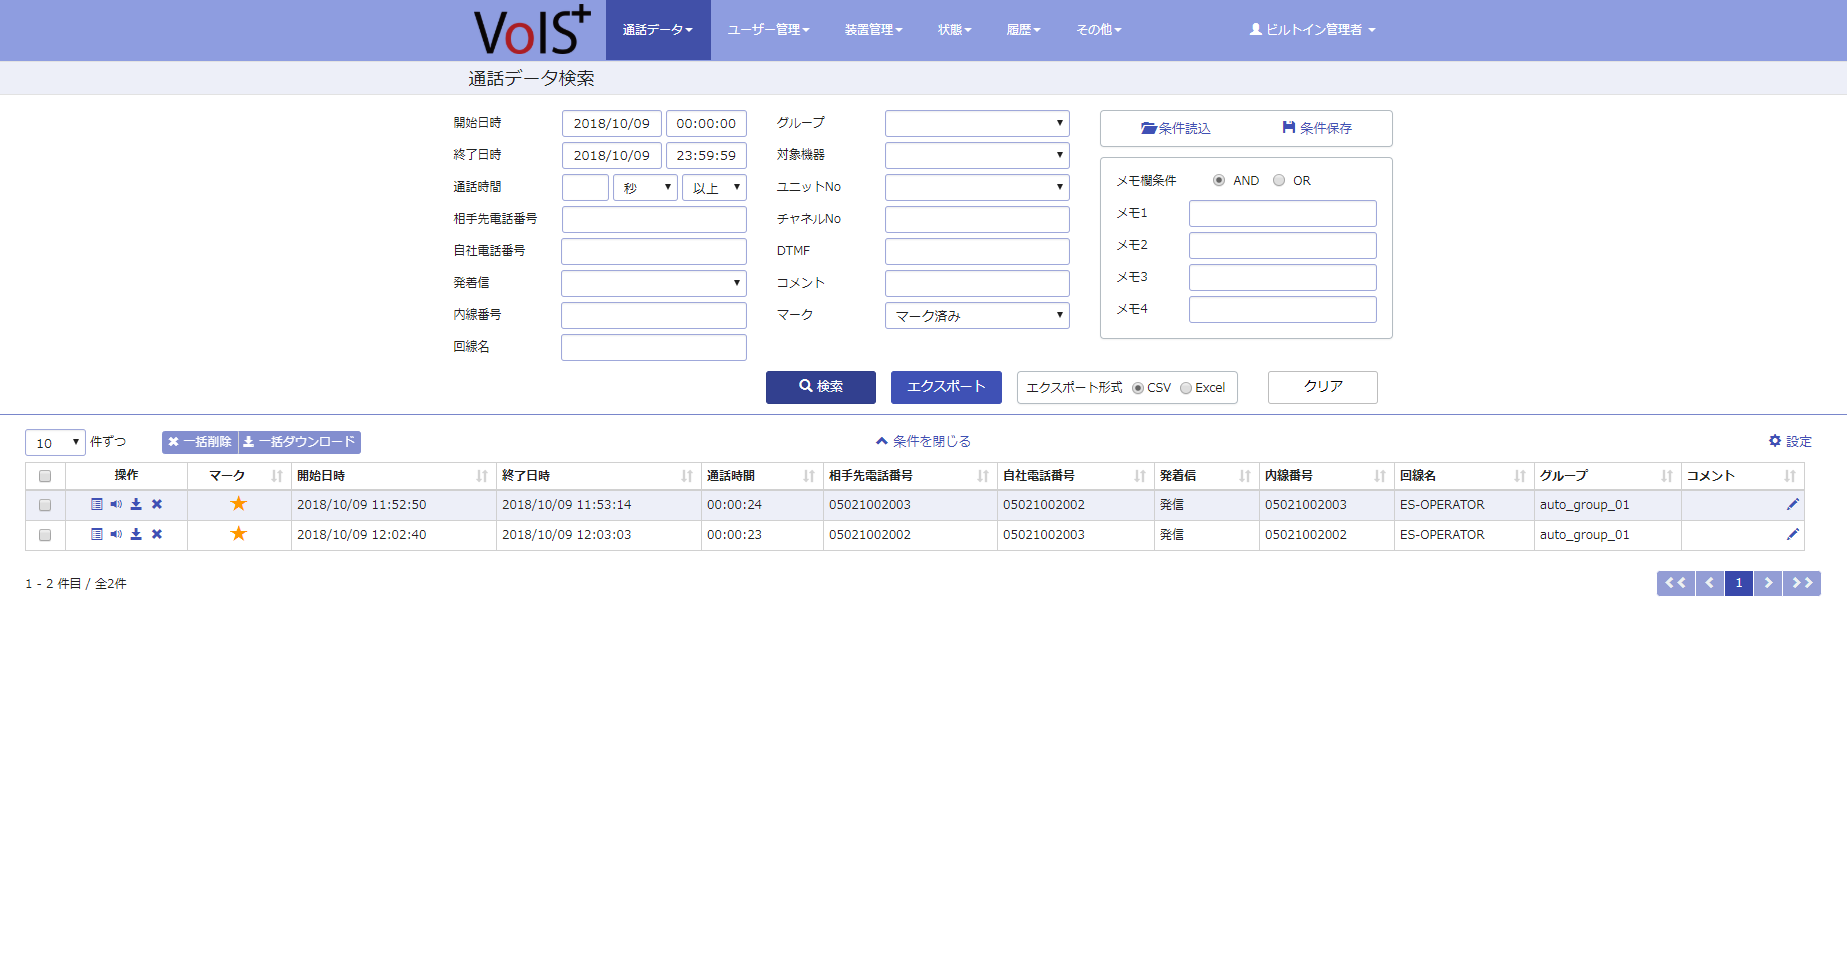 VoIS+ 通話データ ユーザー管理 装置管理 状態 履歴 その他 ビルトイン管理者
通話データ検索
開始日時 2018/10/09 00:00:00 グループ 条件読込 条件保存
終了日時 2018/10/09 23:59:59 対象機器
通話時間 秒 以上 ユニットNo メモ欄条件 AND OR
相手先電話番号 チャネルNo メモ1
自社電話番号 DTMF メモ2
発着信 コメント メモ3
内線番号 マーク マーク済み メモ4
回線名
検索 エクスポート エクスポート形式 CSV Excel クリア
10 件ずつ 一括削除 一括ダウンロード 条件を閉じる 設定
操作 マーク 開始日時 終了日時 通話時間 相手先電話番号 自社電話番号 発着信 内線番号 回線名 グループ コメント
2018/10/09 11:52:50 2018/10/09 11:53:14 00:00:24 05021002003 05021002002 発信 05021002003 ES-OPERATOR auto_group_01
2018/10/09 12:02:40 2018/10/09 12:03:03 00:00:23 05021002002 05021002003 発信 05021002002 ES-OPERATOR auto_group_01
1 - 2 件目 / 全2件 1